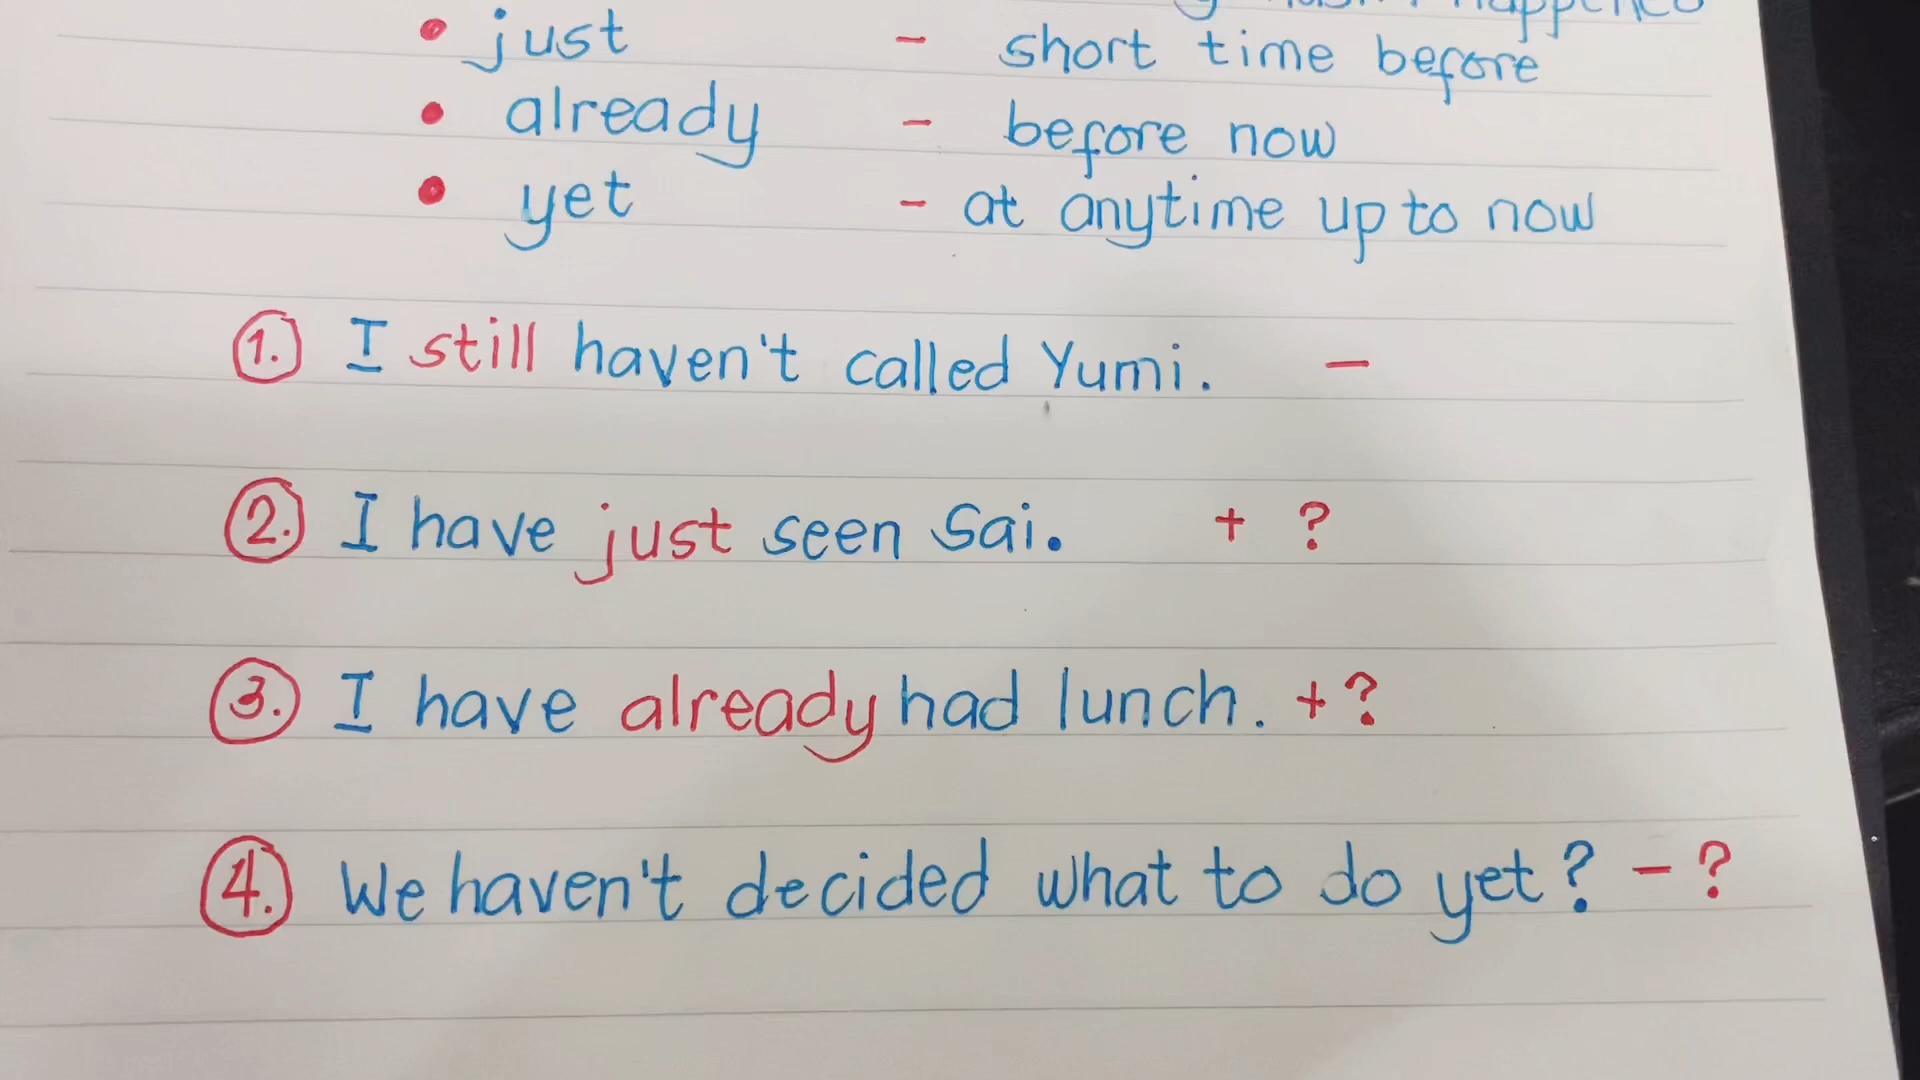 happened
• just - short time before
• already - before now
• yet - at anytime up to now
1. I still haven't called Yumi. -
2. I have just seen Sai. + ?
3. I have already had lunch. + ?
4. We haven't decided what to do yet? - ?